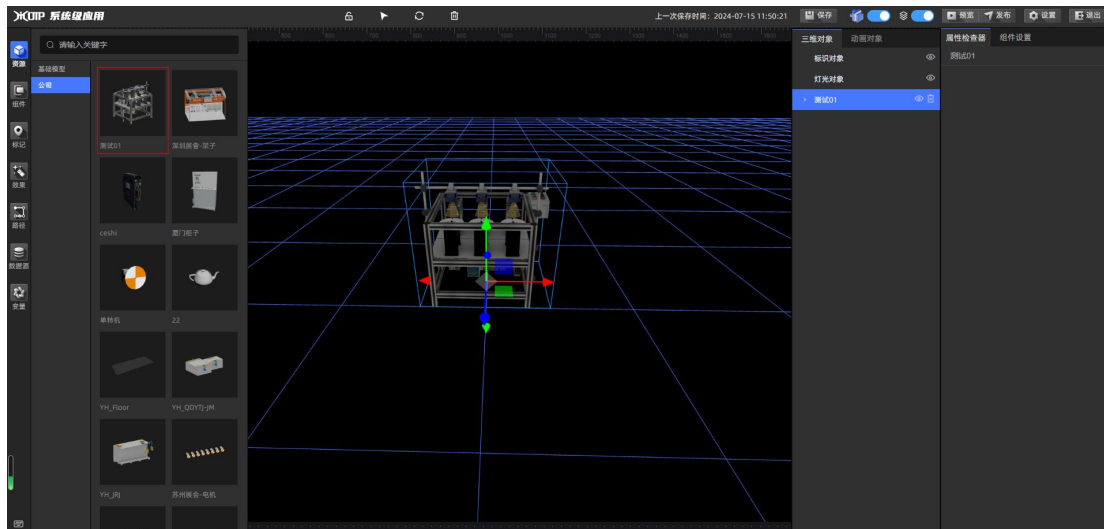 DTP 系统级应用
上一次保存时间：2024-07-15 11:50:21
保存
预览
发布
设置
退出
资源
组件
标记
效果
路径
数据源
变量
请输入关键字
基础模型
公司
测试01
深圳展会-架子
ceshi
厦门柜子
单转机
22
YH_Floor
YH_QDYTJ-JM
YH_JRJ
苏州展会-电机
三维对象
动画对象
标识对象
灯光对象
测试01
属性检查器
组件设置
测试01